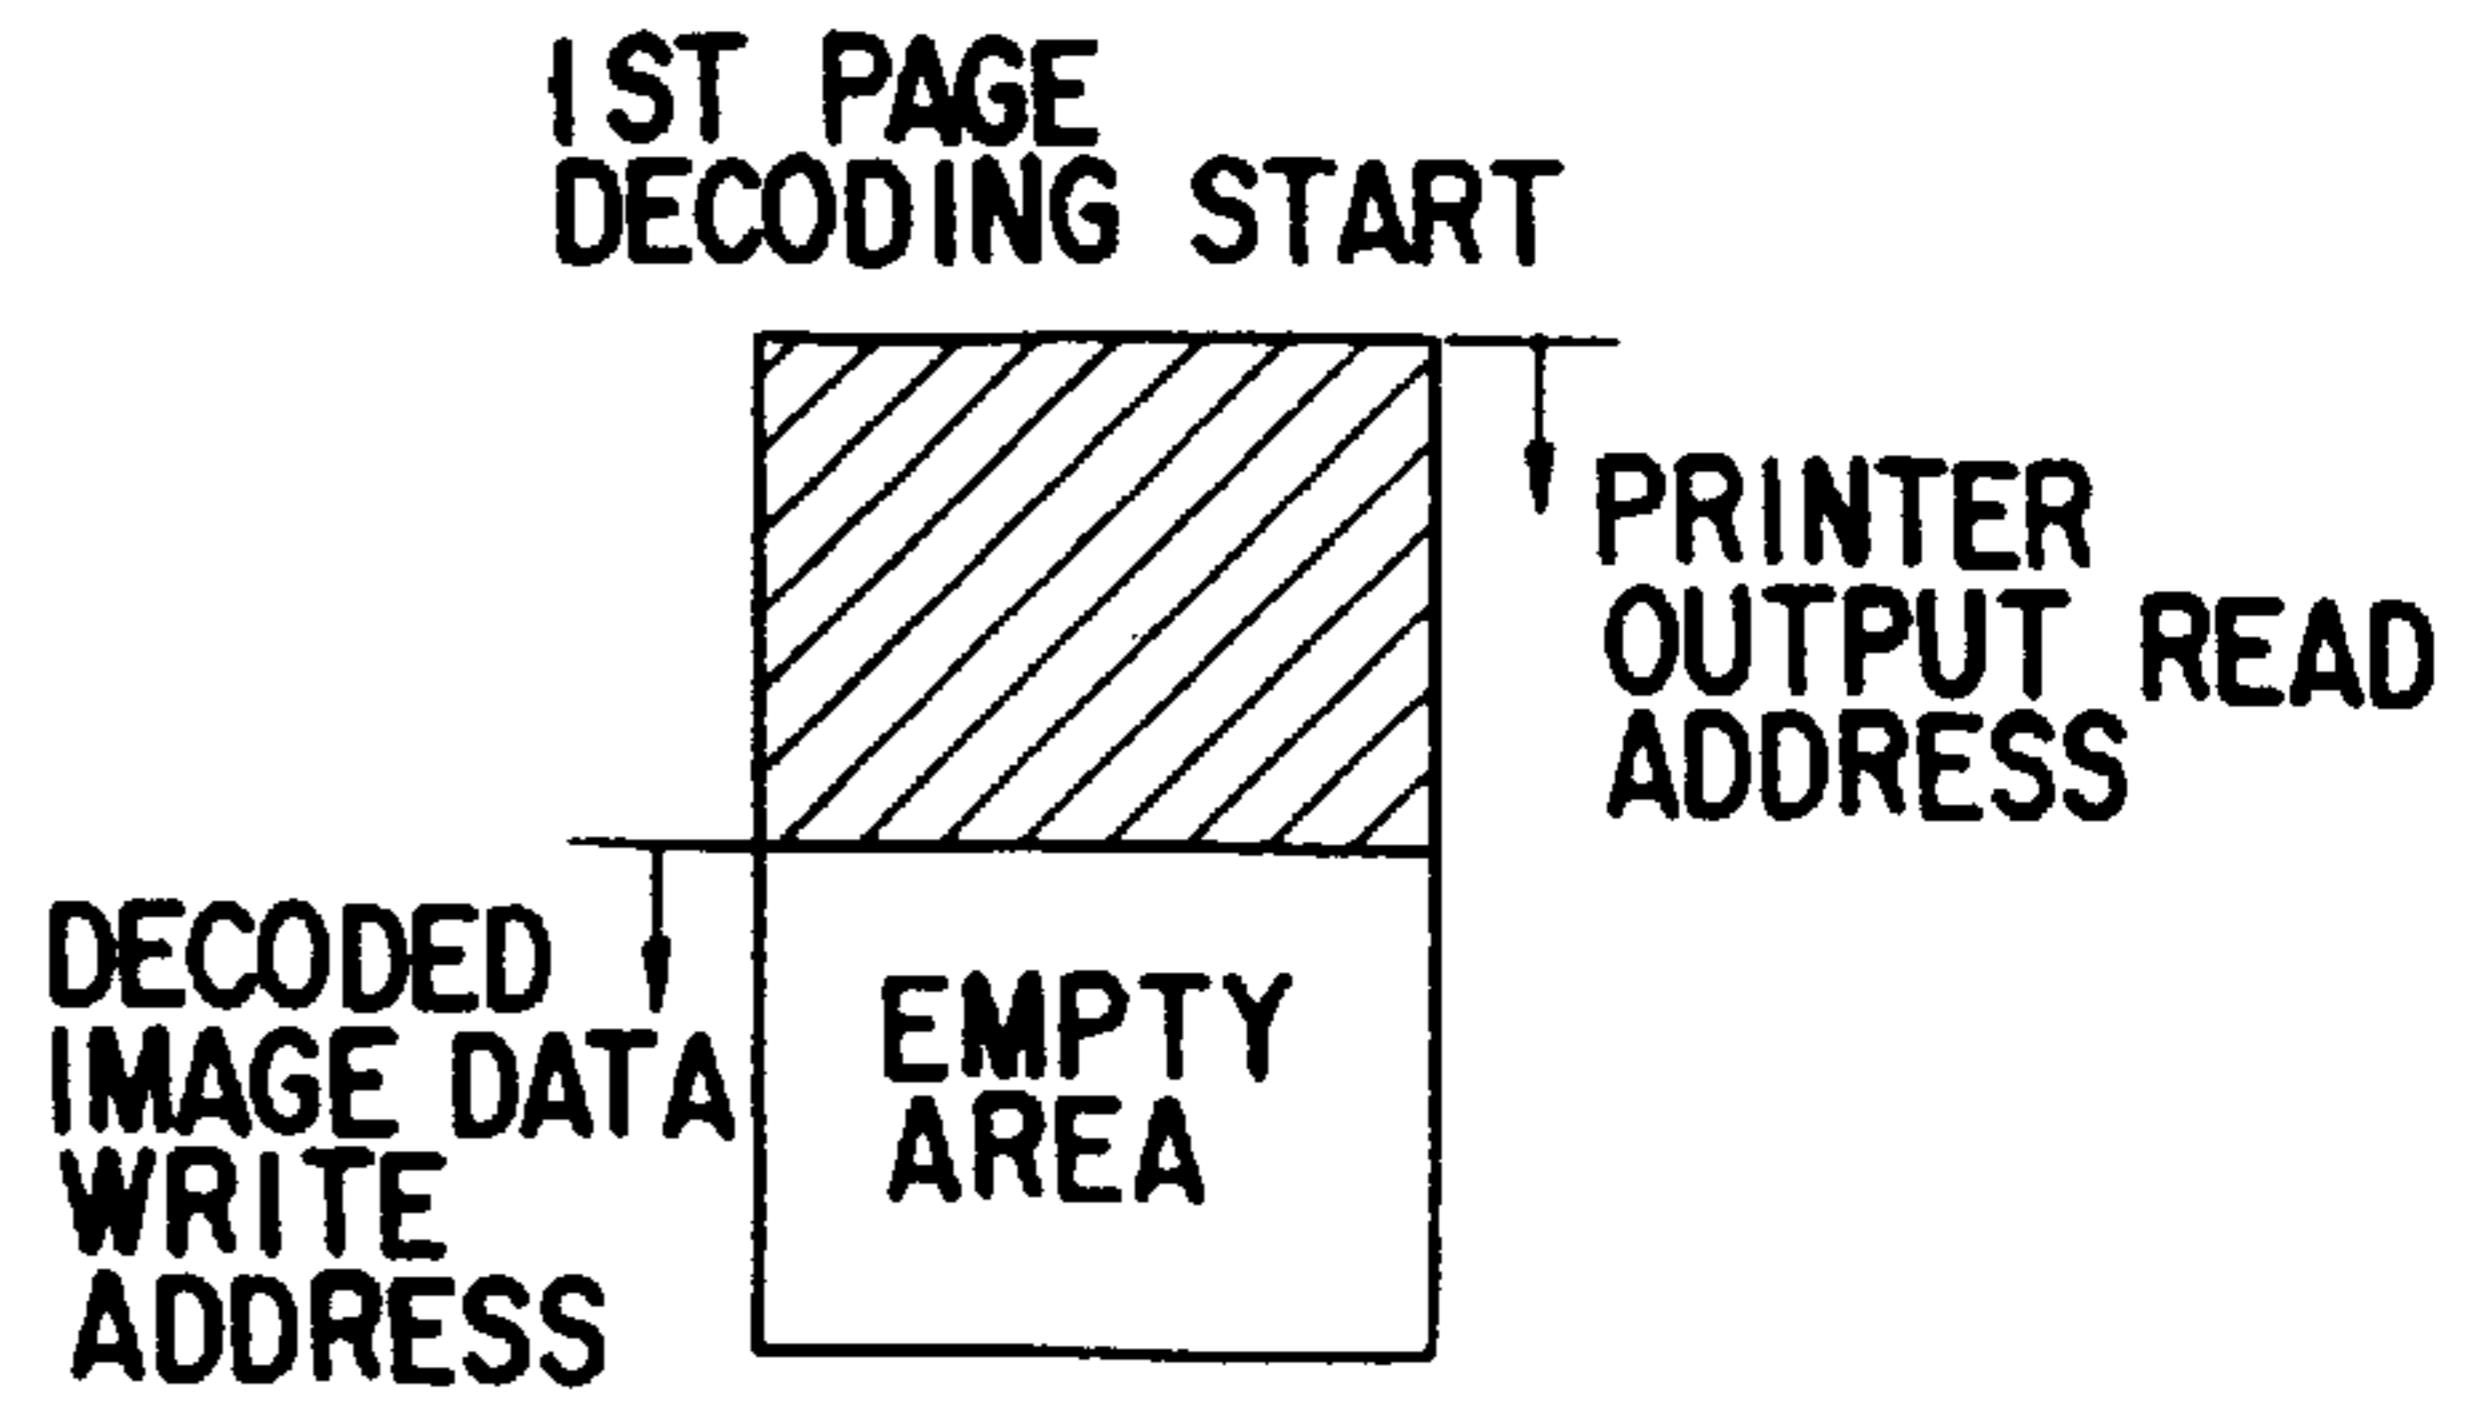 1ST PAGE
DECODING START
PRINTER
OUTPUT READ
ADDRESS
DECODED
IMAGE DATA
WRITE
ADDRESS
EMPTY
AREA